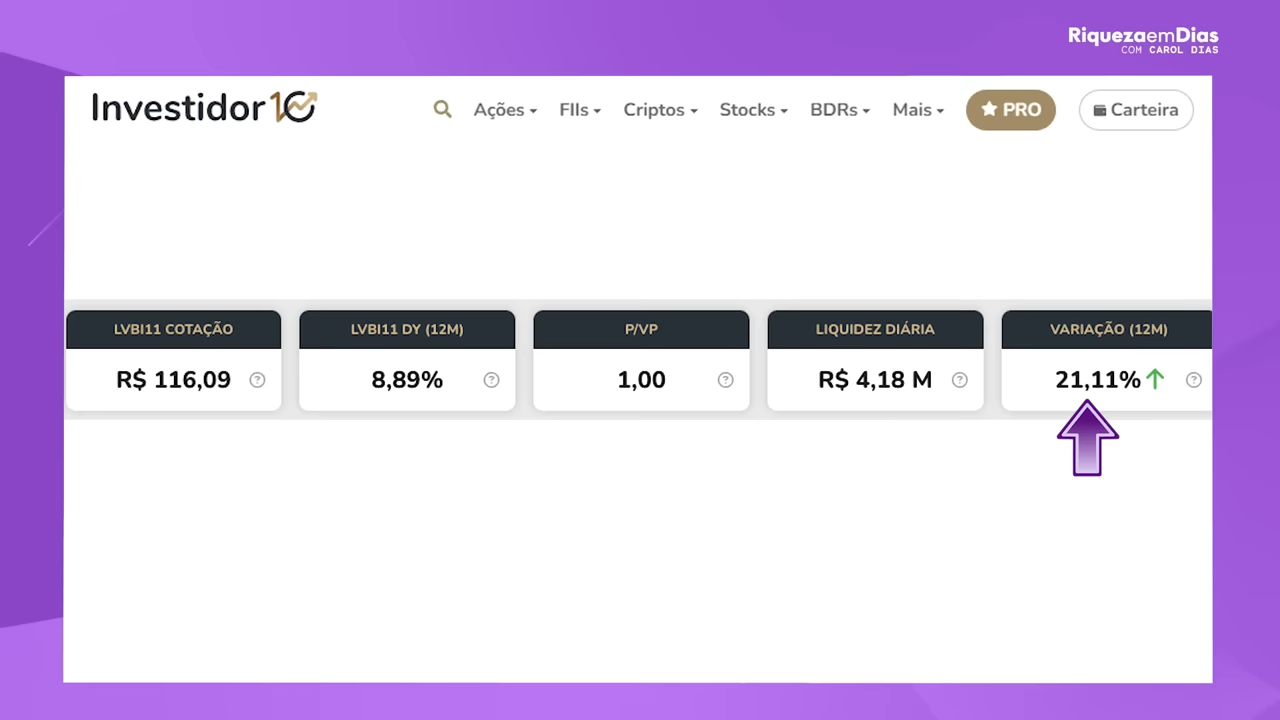 RiquezaemDias
COM CAROL DIAS
Investidor10
Ações
FIIs
Criptos
Stocks
BDRs
Mais
PRO
Carteira
LVBI11 COTAÇÃO
R$ 116,09
LVBI11 DY (12M)
8,89%
P/VP
1,00
LIQUIDEZ DIÁRIA
R$ 4,18 M
VARIAÇÃO (12M)
21,11%